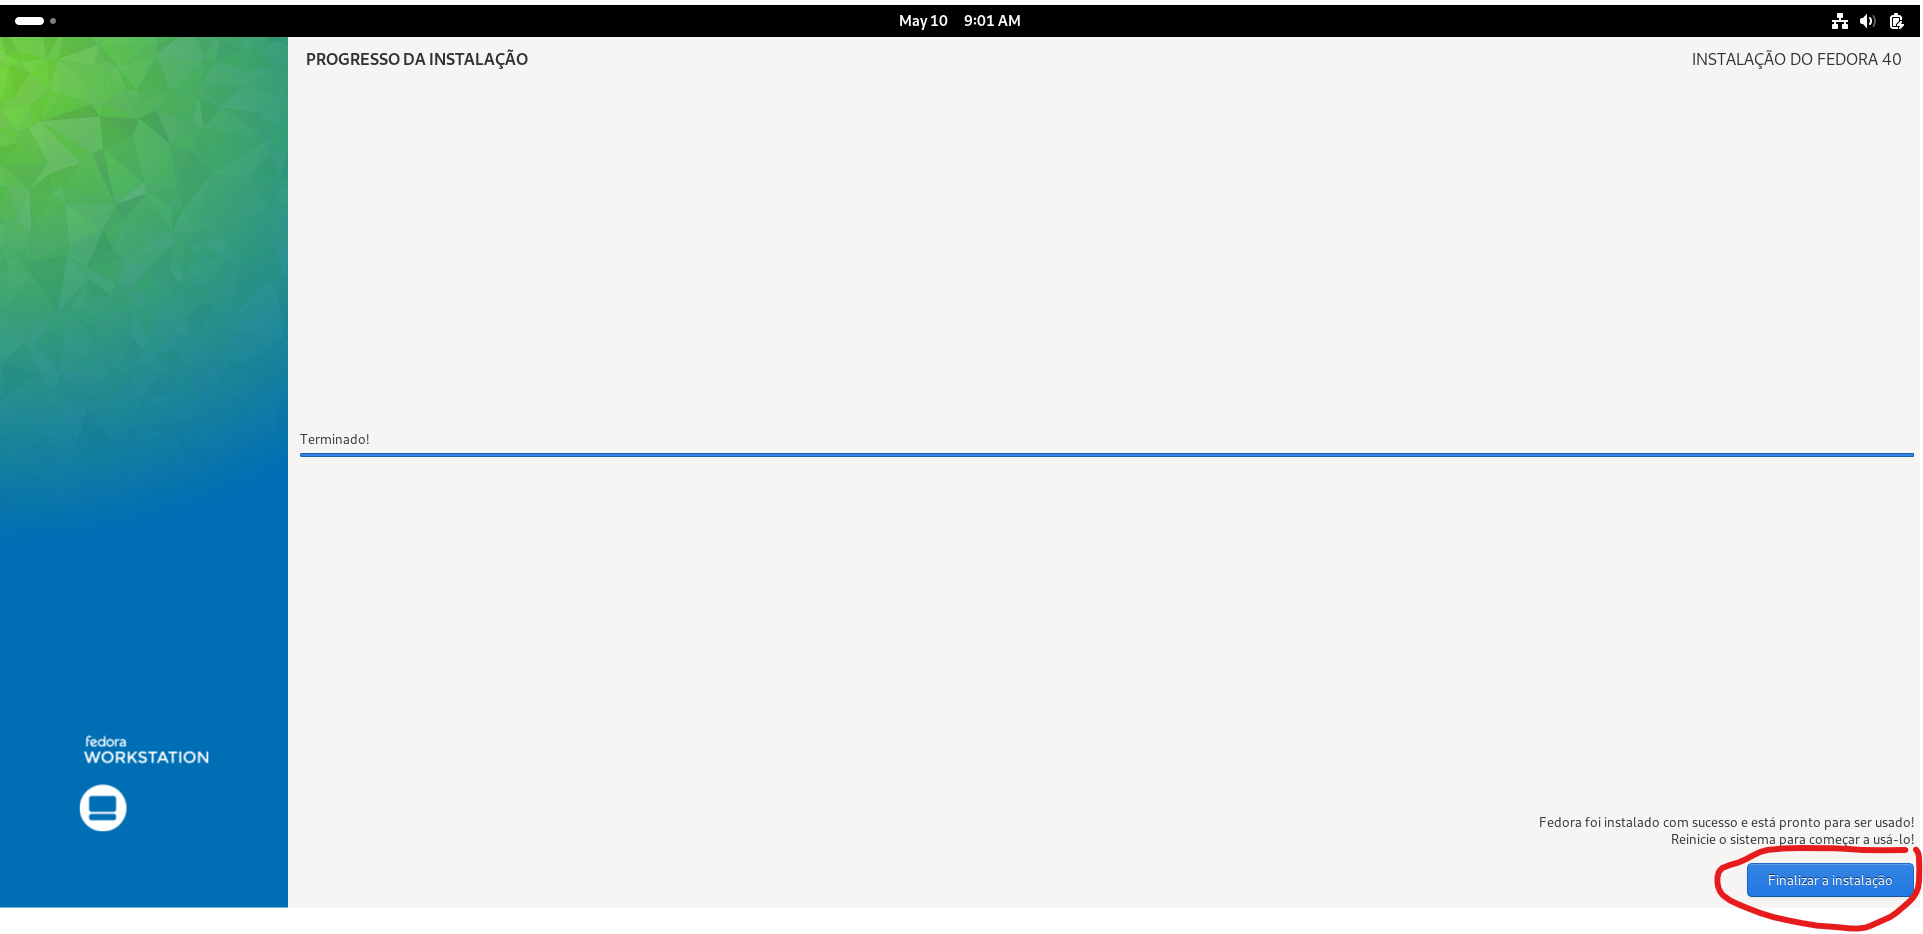 May 10 9:01 AM
PROGRESSO DA INSTALAÇÃO
INSTALAÇÃO DO FEDORA 40
Terminado!
fedora
WORKSTATION
Fedora foi instalado com sucesso e está pronto para ser usado!
Reinicie o sistema para começar a usá-lo!
Finalizar a instalação